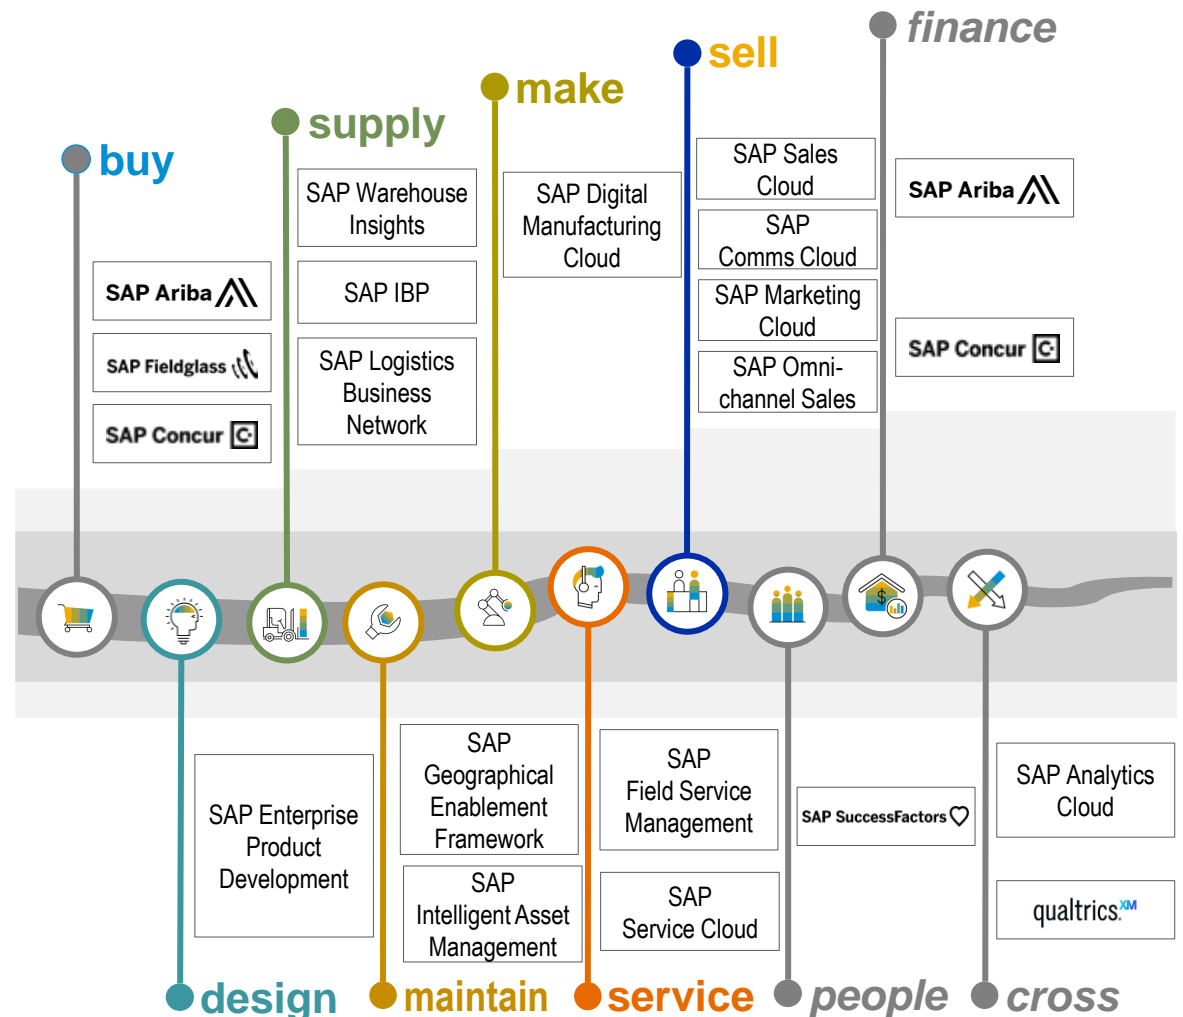 buy
SAP Ariba
SAP Fieldglass
SAP Concur
supply
SAP Warehouse
Insights
SAP IBP
SAP Logistics
Business
Network
make
SAP Digital
Manufacturing
Cloud
sell
SAP Sales
Cloud
SAP
Comms Cloud
SAP Marketing
Cloud
SAP Omni-
channel Sales
finance
SAP Ariba
SAP Concur
$
SAP Enterprise
Product
Development
design
SAP
Geographical
Enablement
Framework
SAP
Intelligent Asset
Management
maintain
SAP
Field Service
Management
SAP
Service Cloud
service
SAP SuccessFactors
people
SAP Analytics
Cloud
qualtrics.XM
cross